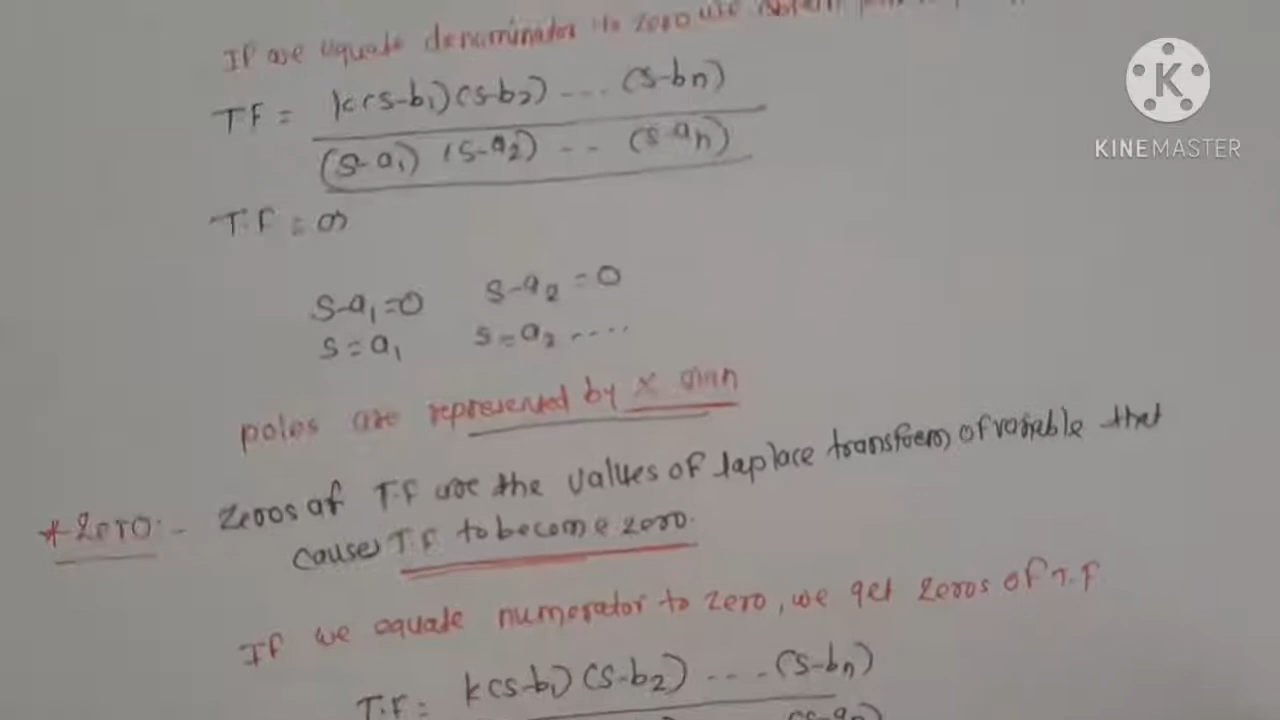 If we equate denominator to zero we obtain
K
KINEMASTER
TF = k(s-b1)(s-b2) ... (s-bn)
(s-a1) (s-a2) .. (s-an)
T.F = ∞
s-a1=0 s-a2=0
s=a1 s=a2 ....
poles are represented by × sign
*Zero:- Zeros of T.F are the values of laplace transform of variable that
causes T.F to become zero.
If we equate numerator to zero, we get zeros of T.F
T.F = k(s-b1)(s-b2) ... (s-bn)